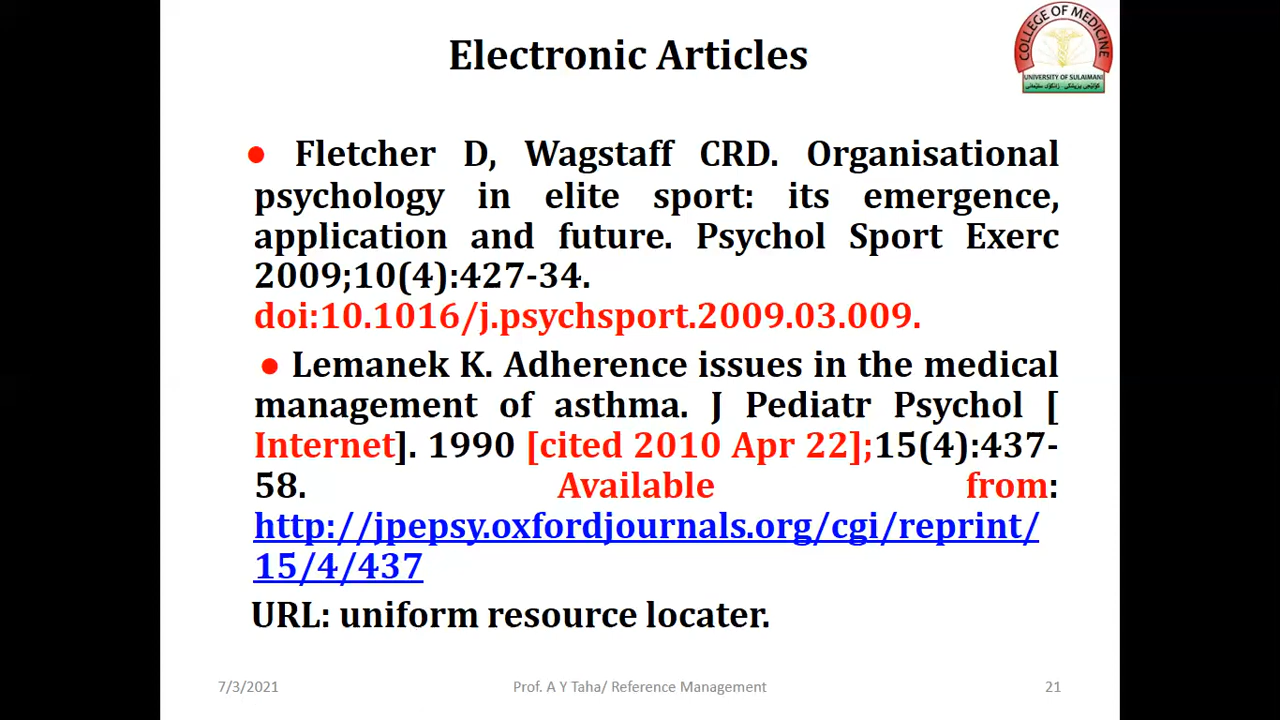 Electronic Articles
COLLEGE OF MEDICINE
UNIVERSITY OF SULAIMANI
کۆلێجی پزیشکی زانکۆی سلێمانی
● Fletcher D, Wagstaff CRD. Organisational
psychology in elite sport: its emergence,
application and future. Psychol Sport Exerc
2009;10(4):427-34.
doi:10.1016/j.psychsport.2009.03.009.
● Lemanek K. Adherence issues in the medical
management of asthma. J Pediatr Psychol [
Internet]. 1990 [cited 2010 Apr 22];15(4):437-
58. Available from:
http://jpepsy.oxfordjournals.org/cgi/reprint/
15/4/437
URL: uniform resource locater.
7/3/2021
Prof. A Y Taha/ Reference Management
21